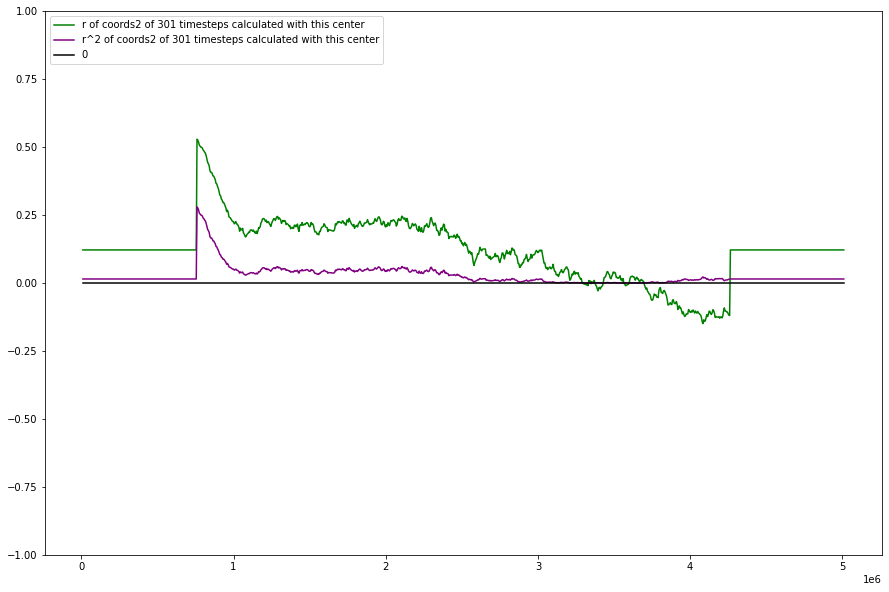 r of coords2 of 301 timesteps calculated with this center
r^2 of coords2 of 301 timesteps calculated with this center
0
1.00
0.75
0.50
0.25
0.00
−0.25
−0.50
−0.75
−1.00
0 1 2 3 4 5
1e6